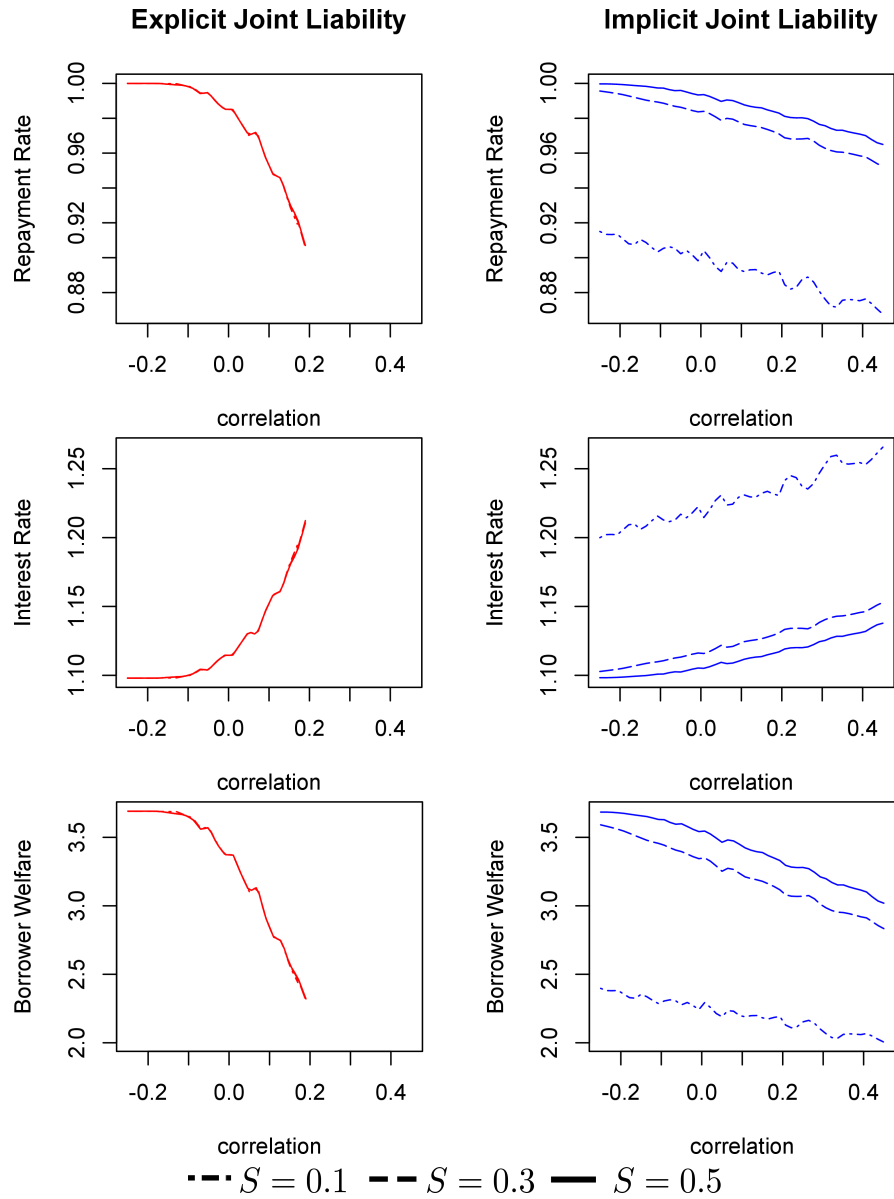 Explicit Joint Liability
Implicit Joint Liability
Repayment Rate
0.88 0.92 0.96 1.00
-0.2 0.0 0.2 0.4
correlation
Repayment Rate
0.88 0.92 0.96 1.00
-0.2 0.0 0.2 0.4
correlation
Interest Rate
1.10 1.15 1.20 1.25
-0.2 0.0 0.2 0.4
correlation
Interest Rate
1.10 1.15 1.20 1.25
-0.2 0.0 0.2 0.4
correlation
Borrower Welfare
2.0 2.5 3.0 3.5
-0.2 0.0 0.2 0.4
correlation
Borrower Welfare
2.0 2.5 3.0 3.5
-0.2 0.0 0.2 0.4
correlation
S = 0.1 S = 0.3 S = 0.5